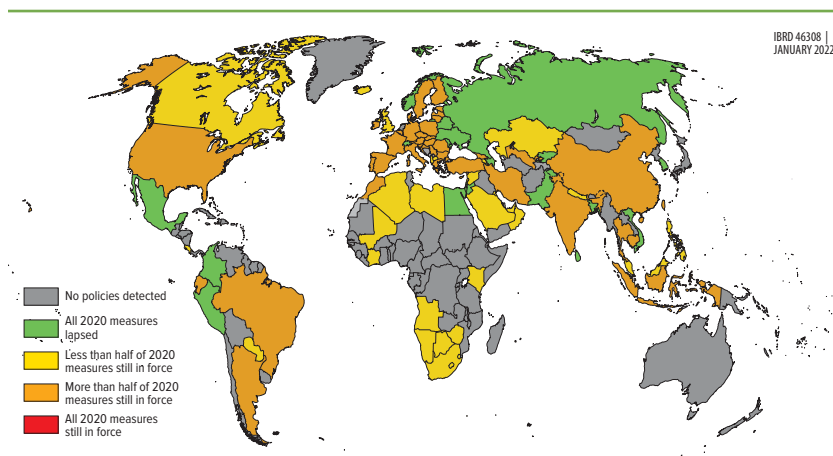 IBRD 46308 |
JANUARY 2022
No policies detected
All 2020 measures
lapsed
Less than half of 2020
measures still in force
More than half of 2020
measures still in force
All 2020 measures
still in force